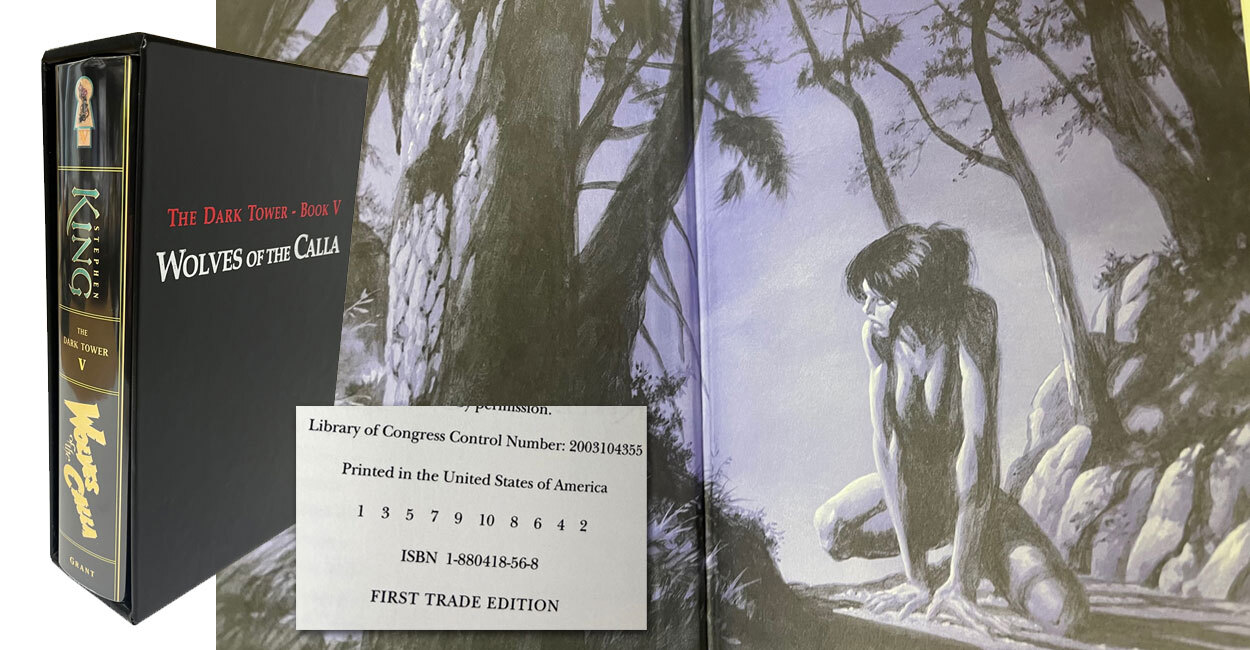 STEPHEN
KING
THE
DARK TOWER
V
WOLVES
of the
CALLA
GRANT
THE DARK TOWER - BOOK V
WOLVES OF THE CALLA
by permission.
Library of Congress Control Number: 2003104355
Printed in the United States of America
1 3 5 7 9 10 8 6 4 2
ISBN 1-880418-56-8
FIRST TRADE EDITION